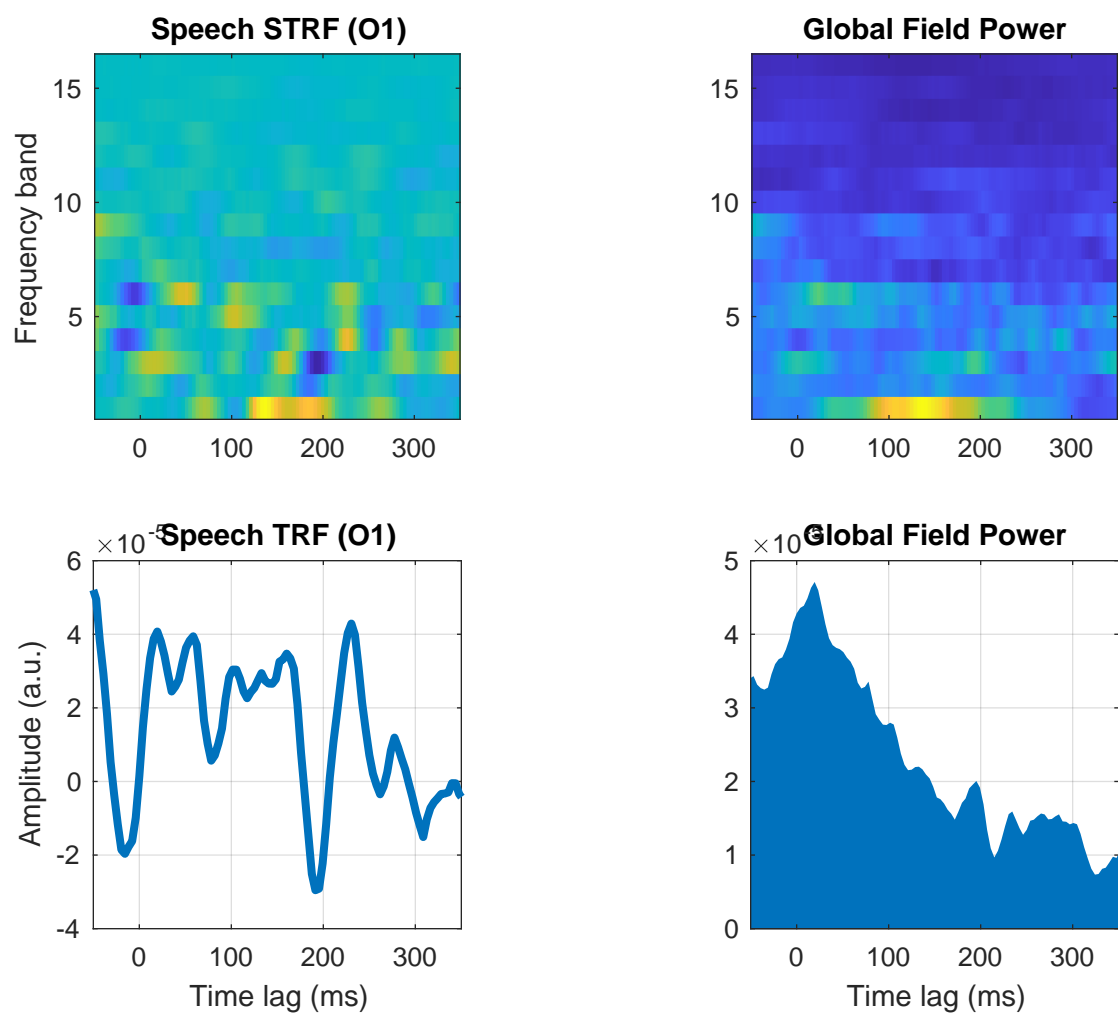 Speech STRF (O1)
Frequency band
15
10
5
0 100 200 300
Global Field Power
15
10
5
0 100 200 300
Speech TRF (O1)
×10-5
Amplitude (a.u.)
6
4
2
0
-2
-4
0 100 200 300
Time lag (ms)
Global Field Power
×10-5
5
4
3
2
1
0
0 100 200 300
Time lag (ms)